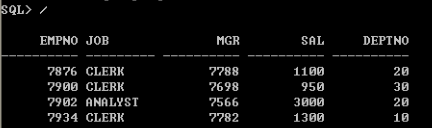 SQL> /
EMPNO JOB MGR SAL DEPTNO
---------- --------- ---------- ---------- ----------
7876 CLERK 7788 1100 20
7900 CLERK 7698 950 30
7902 ANALYST 7566 3000 20
7934 CLERK 7782 1300 10